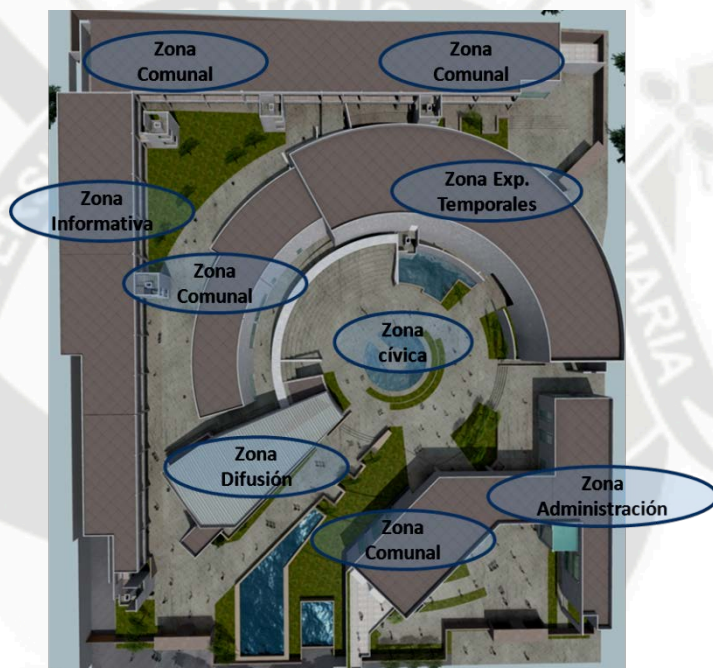 Zona
Comunal
Zona
Comunal
Zona Exp.
Temporales
Zona
Informativa
Zona
Comunal
Zona
cívica
Zona
Difusión
Zona
Administración
Zona
Comunal
MARIA